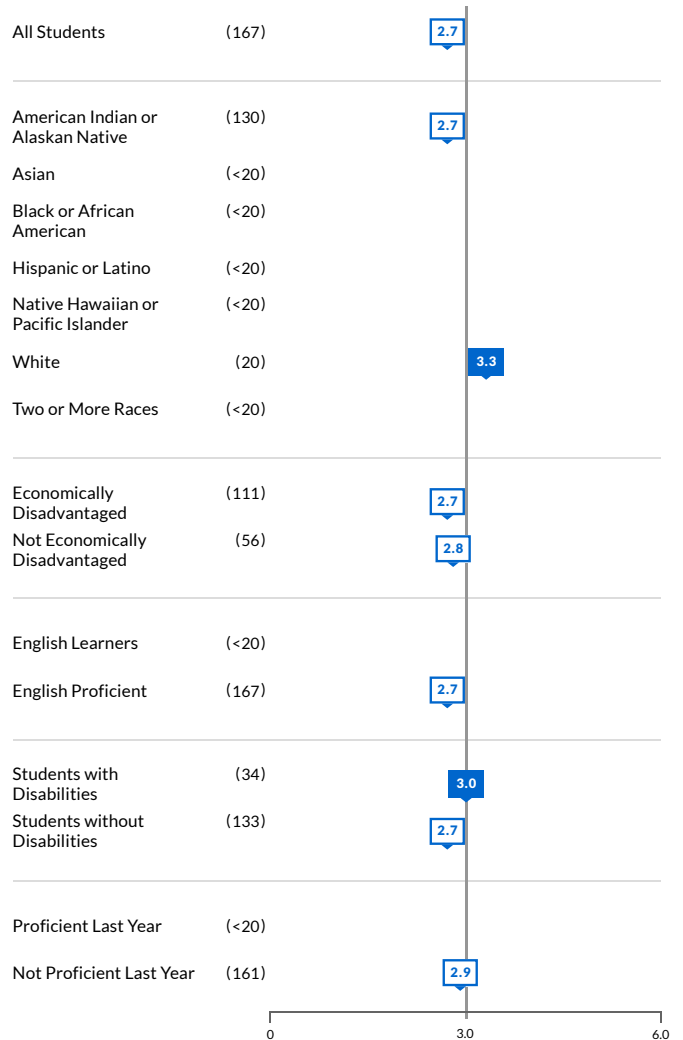 All Students (167) 2.7
American Indian or (130) 2.7
Alaskan Native
Asian (<20)
Black or African (<20)
American
Hispanic or Latino (<20)
Native Hawaiian or (<20)
Pacific Islander
White (20) 3.3
Two or More Races (<20)
Economically (111) 2.7
Disadvantaged
Not Economically (56) 2.8
Disadvantaged
English Learners (<20)
English Proficient (167) 2.7
Students with (34) 3.0
Disabilities
Students without (133) 2.7
Disabilities
Proficient Last Year (<20)
Not Proficient Last Year (161) 2.9
0 3.0 6.0